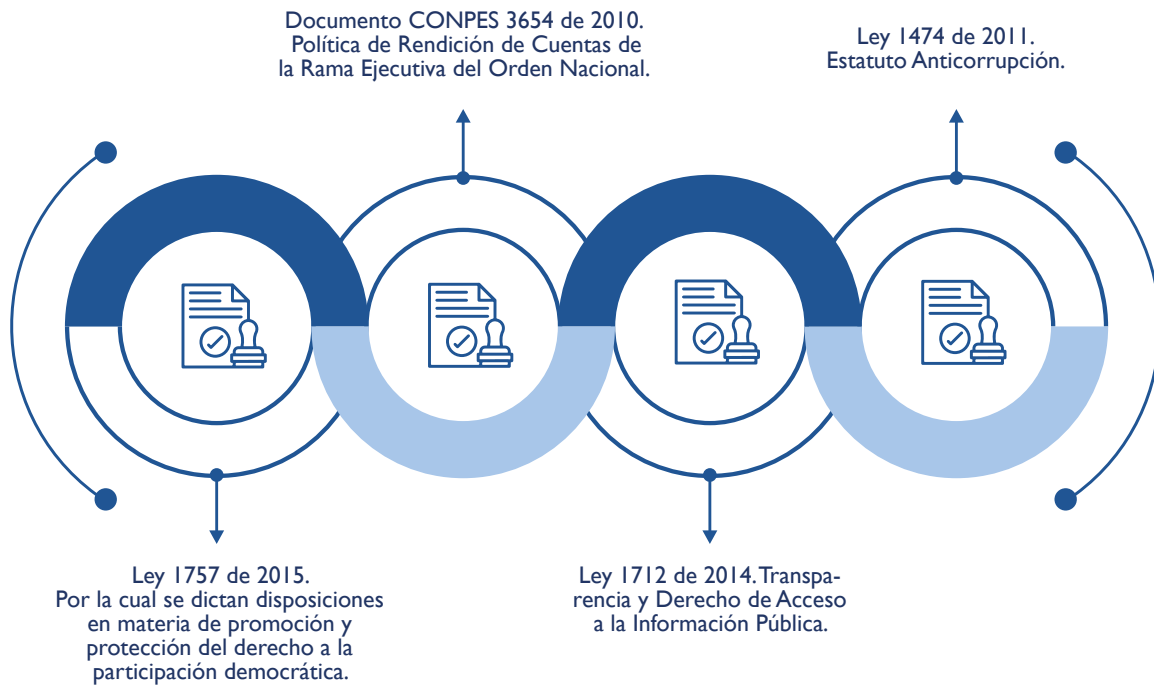 Documento CONPES 3654 de 2010.
Política de Rendición de Cuentas de
la Rama Ejecutiva del Orden Nacional.
Ley 1474 de 2011.
Estatuto Anticorrupción.
Ley 1757 de 2015.
Por la cual se dictan disposiciones
en materia de promoción y
protección del derecho a la
participación democrática.
Ley 1712 de 2014. Transpa-
rencia y Derecho de Acceso
a la Información Pública.